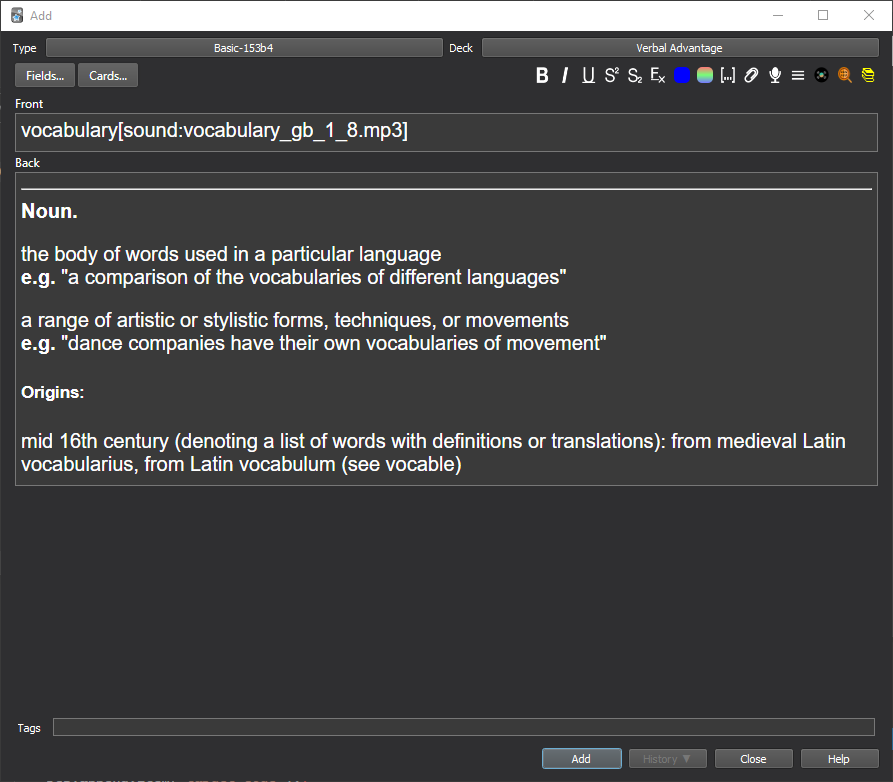 Add
Type Basic-153b4 Deck Verbal Advantage
Fields... Cards... B I U S² S₂ Ex [...]
Front
vocabulary[sound:vocabulary_gb_1_8.mp3]
Back
Noun.
the body of words used in a particular language
e.g. "a comparison of the vocabularies of different languages"
a range of artistic or stylistic forms, techniques, or movements
e.g. "dance companies have their own vocabularies of movement"
Origins:
mid 16th century (denoting a list of words with definitions or translations): from medieval Latin
vocabularius, from Latin vocabulum (see vocable)
Tags
Add History ▼ Close Help